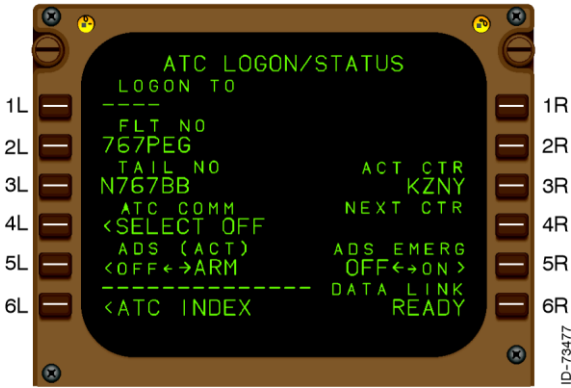 ATC LOGON/STATUS
LOGON TO
1L ---- 1R
FLT NO
2L 767PEG 2R
TAIL NO ACT CTR
3L N767BB KZNY 3R
ATC COMM NEXT CTR
4L <SELECT OFF 4R
ADS (ACT) ADS EMERG
5L <OFF←→ARM OFF←→ON> 5R
--------------- DATA LINK
6L <ATC INDEX READY 6R
ID-73477